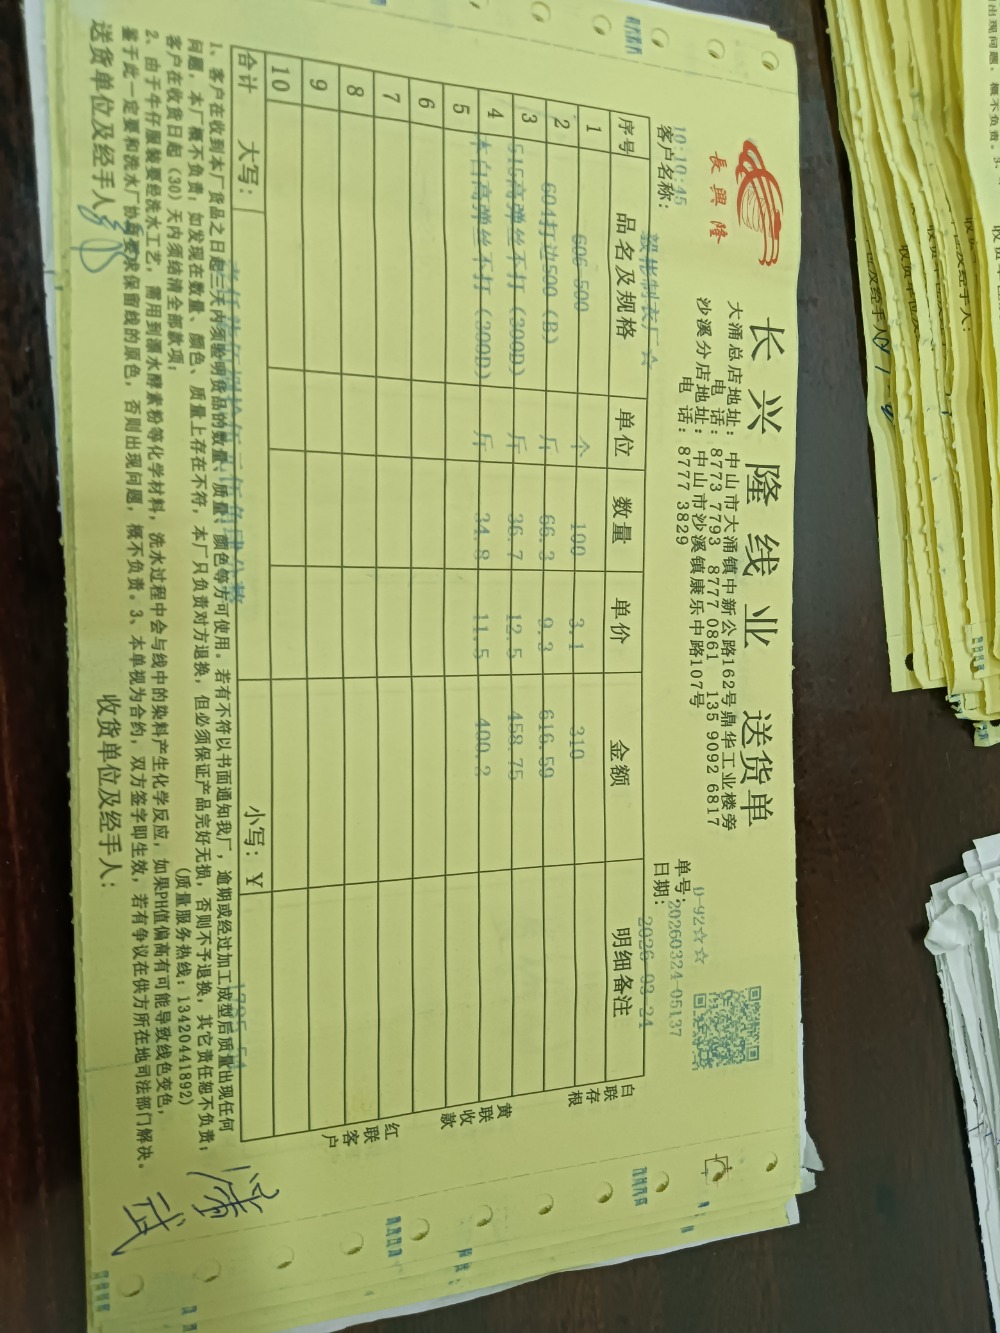 長興隆
长兴隆线业 送货单
大涌总店地址：中山市大涌镇中新公路162号鼎华工业楼旁
电话：8773 7793 8777 0861 135 9092 6817
沙溪分店地址：中山市沙溪镇康乐中路107号
电话：8777 3829
10:10:45
D-92☆☆
客户名称：毅彬制衣厂☆
单号：20260324-05137
日期：2026-03-24
序号 品名及规格 单位 数量 单价 金额 明细备注
1 606 500 个 100 3.1 310
2 604打边500（B） 斤 66.3 9.3 616.59
3 515高弹丝不打（300D） 斤 36.7 12.5 458.75
4 本白高弹丝不打（300D） 斤 34.8 11.5 400.2
5
6
7
8
9
10
合计 大写： 小写：¥
白联存根
黄联收款
红联客户
1、客户在收到本厂货品之日起三天内须验明货品的数量、质量、颜色等方可使用。若有不符以书面通知我厂，逾期或经过加工成型后质量出现任何
问题，本厂概不负责；如发现在数量、颜色、质量上存在不符，本厂只负责对方退换，但必须保证产品完好无损，否则不予退换，其它责任恕不负责；
客户在收货日起（30）天内须结清全部款项； （质量服务热线：13420441892）
2、由于牛仔服装要经洗水工艺，需用到漂水酵素粉等化学材料，洗水过程中会与线中的染料产生化学反应，如果PH值偏高有可能导致线色变色，
鉴于此一定要和洗水厂协商要求保留线的原色，否则出现问题，概不负责。3、本单视为合约，双方签字即生效，若有争议在供方所在地司法部门解决。
送货单位及经手人：
收货单位及经手人：